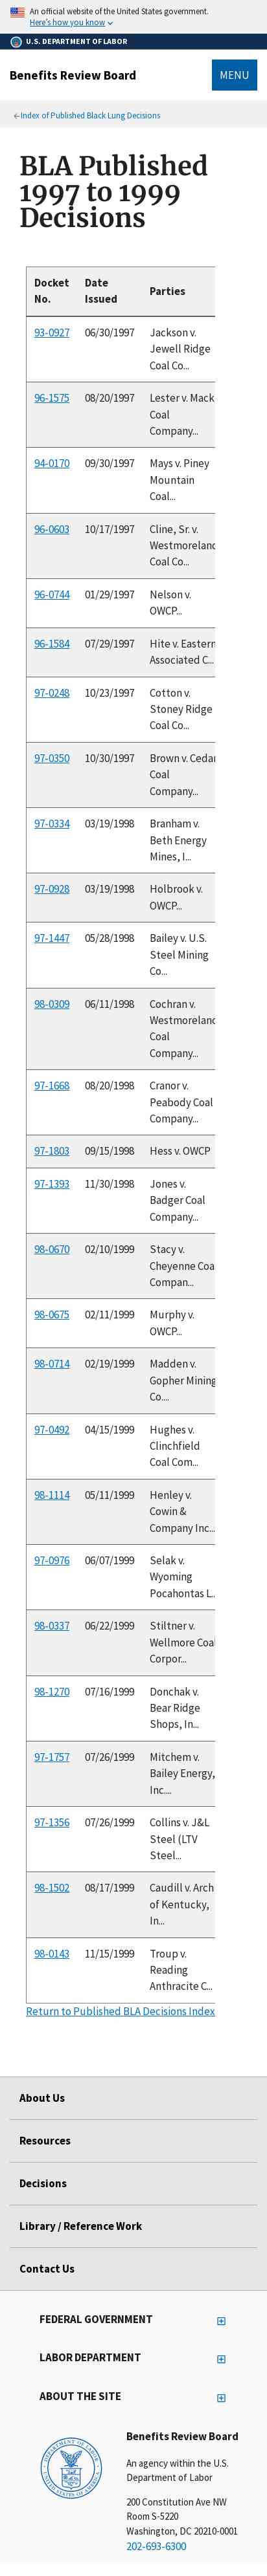 An official website of the United States government.
Here's how you know
U.S. DEPARTMENT OF LABOR
Benefits Review Board
MENU
Index of Published Black Lung Decisions
BLA Published
1997 to 1999
Decisions
Docket No. Date Issued Parties
93-0927 06/30/1997 Jackson v.
Jewell Ridge
Coal Co...
96-1575 08/20/1997 Lester v. Mack
Coal
Company...
94-0170 09/30/1997 Mays v. Piney
Mountain
Coal...
96-0603 10/17/1997 Cline, Sr. v.
Westmoreland
Coal Co...
96-0744 01/29/1997 Nelson v.
OWCP...
96-1584 07/29/1997 Hite v. Eastern
Associated C...
97-0248 10/23/1997 Cotton v.
Stoney Ridge
Coal Co...
97-0350 10/30/1997 Brown v. Cedar
Coal
Company...
97-0334 03/19/1998 Branham v.
Beth Energy
Mines, I...
97-0928 03/19/1998 Holbrook v.
OWCP...
97-1447 05/28/1998 Bailey v. U.S.
Steel Mining
Co...
98-0309 06/11/1998 Cochran v.
Westmoreland
Coal
Company...
97-1668 08/20/1998 Cranor v.
Peabody Coal
Company...
97-1803 09/15/1998 Hess v. OWCP
97-1393 11/30/1998 Jones v.
Badger Coal
Company...
98-0670 02/10/1999 Stacy v.
Cheyenne Coal
Compan...
98-0675 02/11/1999 Murphy v.
OWCP...
98-0714 02/19/1999 Madden v.
Gopher Mining
Co....
97-0492 04/15/1999 Hughes v.
Clinchfield
Coal Com...
98-1114 05/11/1999 Henley v.
Cowin &
Company Inc...
97-0976 06/07/1999 Selak v.
Wyoming
Pocahontas L...
98-0337 06/22/1999 Stiltner v.
Wellmore Coal
Corpor...
98-1270 07/16/1999 Donchak v.
Bear Ridge
Shops, In...
97-1757 07/26/1999 Mitchem v.
Bailey Energy,
Inc....
97-1356 07/26/1999 Collins v. J&L
Steel (LTV
Steel...
98-1502 08/17/1999 Caudill v. Arch
of Kentucky,
In...
98-0143 11/15/1999 Troup v.
Reading
Anthracite C...
Return to Published BLA Decisions Index
About Us
Resources
Decisions
Library / Reference Work
Contact Us
FEDERAL GOVERNMENT
LABOR DEPARTMENT
ABOUT THE SITE
Benefits Review Board
An agency within the U.S.
Department of Labor
200 Constitution Ave NW
Room S-5220
Washington, DC 20210-0001
202-693-6300